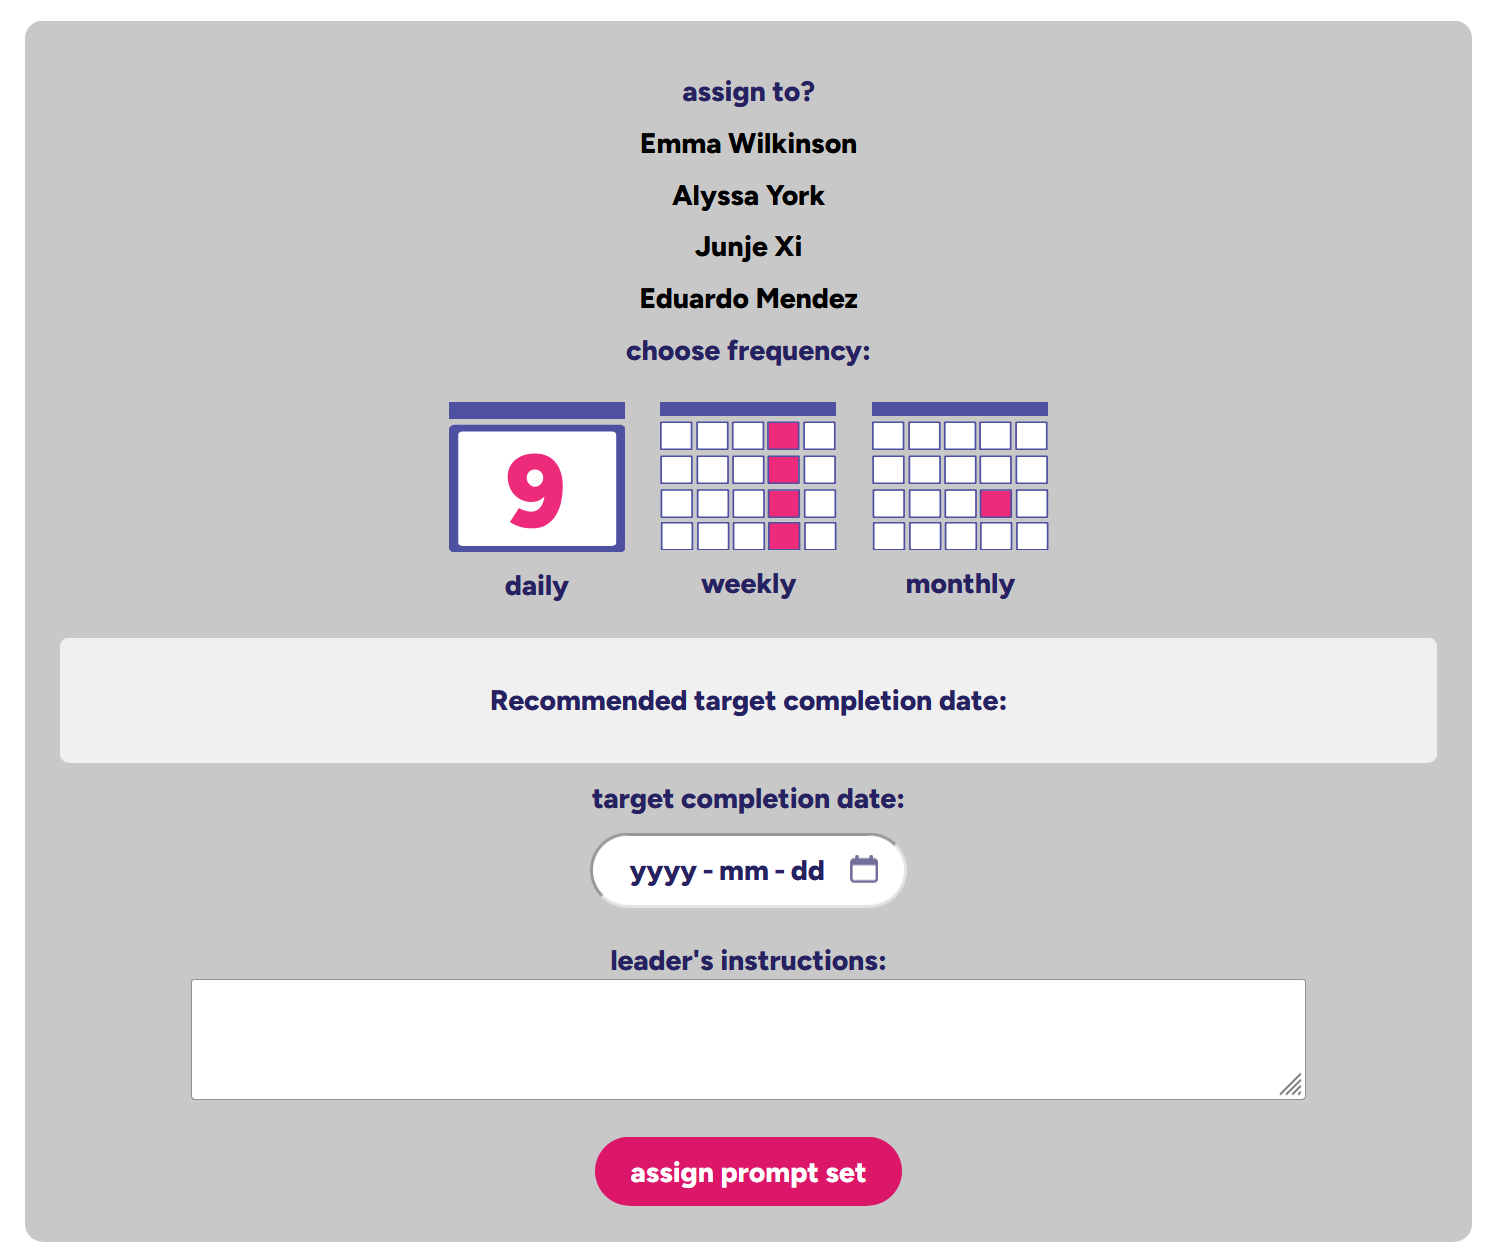 assign to?
Emma Wilkinson
Alyssa York
Junje Xi
Eduardo Mendez
choose frequency:
9
daily weekly monthly
Recommended target completion date:
target completion date:
yyyy - mm - dd
leader's instructions:
assign prompt set